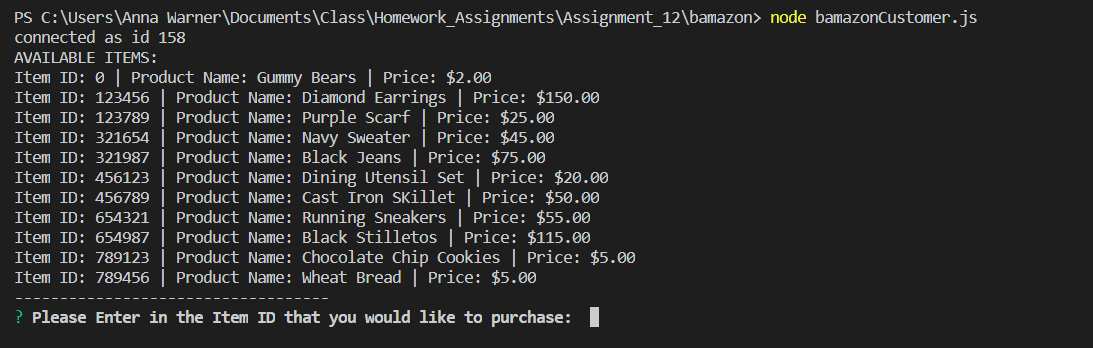 PS C:\Users\Anna Warner\Documents\Class\Homework_Assignments\Assignment_12\bamazon> node bamazonCustomer.js
connected as id 158
AVAILABLE ITEMS:
Item ID: 0 | Product Name: Gummy Bears | Price: $2.00
Item ID: 123456 | Product Name: Diamond Earrings | Price: $150.00
Item ID: 123789 | Product Name: Purple Scarf | Price: $25.00
Item ID: 321654 | Product Name: Navy Sweater | Price: $45.00
Item ID: 321987 | Product Name: Black Jeans | Price: $75.00
Item ID: 456123 | Product Name: Dining Utensil Set | Price: $20.00
Item ID: 456789 | Product Name: Cast Iron SKillet | Price: $50.00
Item ID: 654321 | Product Name: Running Sneakers | Price: $55.00
Item ID: 654987 | Product Name: Black Stilletos | Price: $115.00
Item ID: 789123 | Product Name: Chocolate Chip Cookies | Price: $5.00
Item ID: 789456 | Product Name: Wheat Bread | Price: $5.00
-----------------------------------
? Please Enter in the Item ID that you would like to purchase: